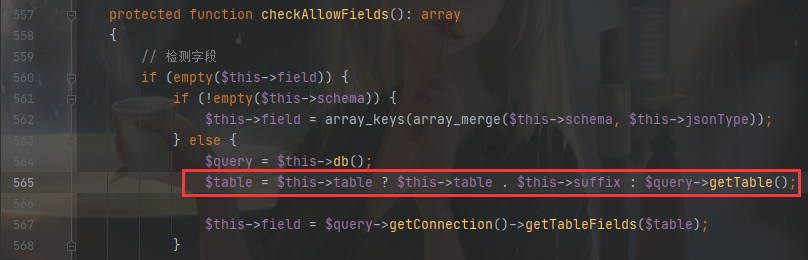 557 protected function checkAllowFields(): array
558 {
559 // 检测字段
560 if (empty($this->field)) {
561 if (!empty($this->schema)) {
562 $this->field = array_keys(array_merge($this->schema, $this->jsonType));
563 } else {
564 $query = $this->db();
565 $table = $this->table ? $this->table . $this->suffix : $query->getTable();
566
567 $this->field = $query->getConnection()->getTableFields($table);
568 }